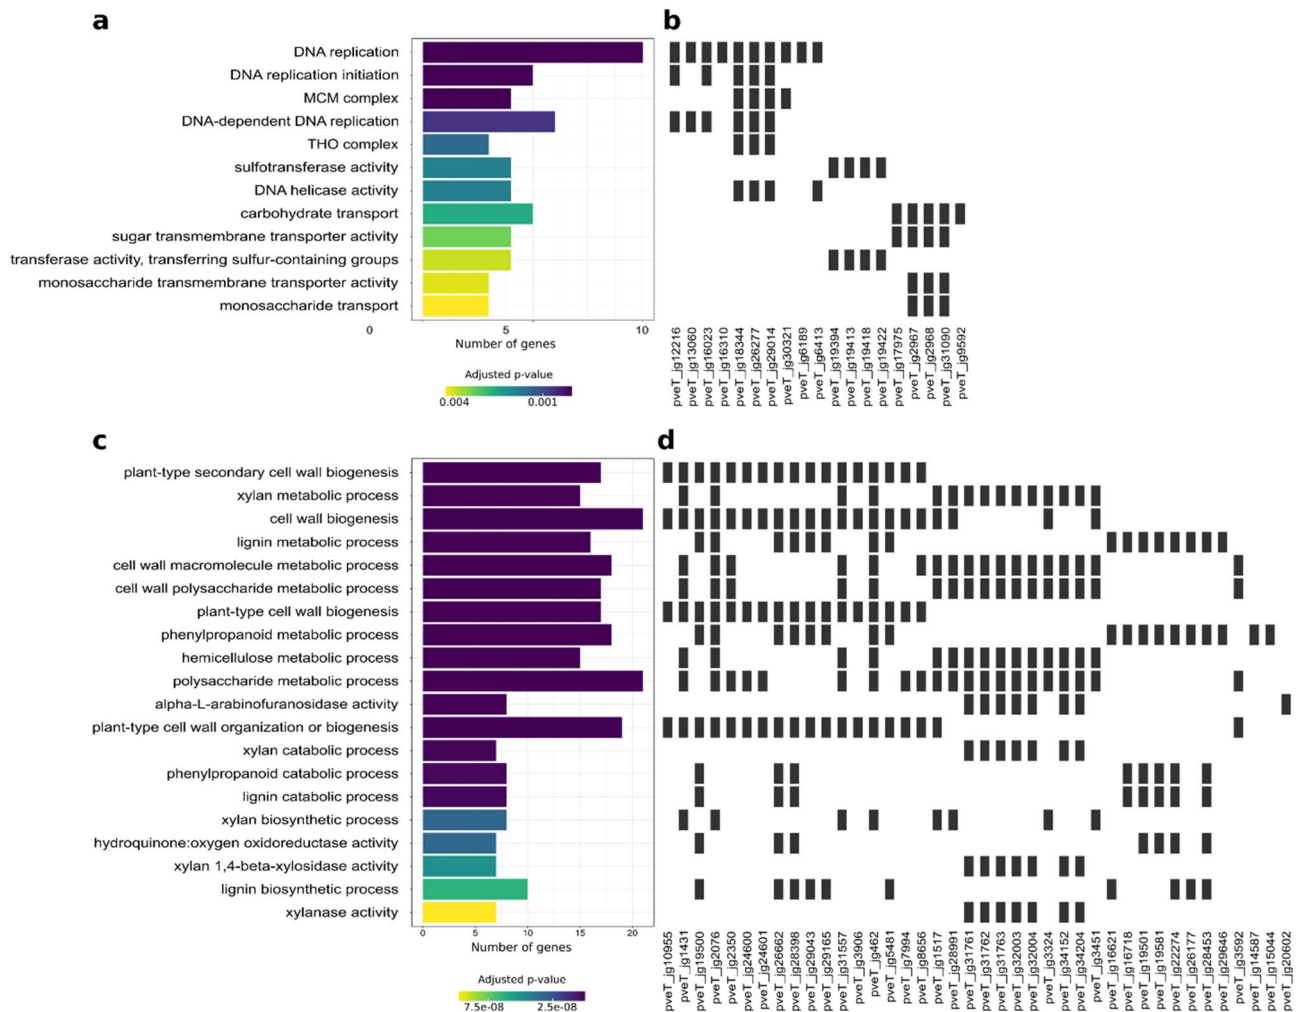 a
b
DNA replication
DNA replication initiation
MCM complex
DNA-dependent DNA replication
THO complex
sulfotransferase activity
DNA helicase activity
carbohydrate transport
sugar transmembrane transporter activity
transferase activity, transferring sulfur-containing groups
monosaccharide transmembrane transporter activity
monosaccharide transport
0
5
10
Number of genes
Adjusted p-value
0.004
0.001
pveT_jg12216
pveT_jg13060
pveT_jg16023
pveT_jg16310
pveT_jg18344
pveT_jg26277
pveT_jg29014
pveT_jg30321
pveT_jg6189
pveT_jg6413
pveT_jg19394
pveT_jg19413
pveT_jg19418
pveT_jg19422
pveT_jg17975
pveT_jg2967
pveT_jg2968
pveT_jg31090
pveT_jg9592
c
d
plant-type secondary cell wall biogenesis
xylan metabolic process
cell wall biogenesis
lignin metabolic process
cell wall macromolecule metabolic process
cell wall polysaccharide metabolic process
plant-type cell wall biogenesis
phenylpropanoid metabolic process
hemicellulose metabolic process
polysaccharide metabolic process
alpha-L-arabinofuranosidase activity
plant-type cell wall organization or biogenesis
xylan catabolic process
phenylpropanoid catabolic process
lignin catabolic process
xylan biosynthetic process
hydroquinone:oxygen oxidoreductase activity
xylan 1,4-beta-xylosidase activity
lignin biosynthetic process
xylanase activity
0
5
10
15
20
Number of genes
Adjusted p-value
7.5e-08
2.5e-08
pveT_jg10955
pveT_jg1431
pveT_jg19500
pveT_jg2076
pveT_jg2350
pveT_jg24600
pveT_jg24601
pveT_jg26662
pveT_jg28398
pveT_jg29043
pveT_jg29165
pveT_jg31557
pveT_jg3906
pveT_jg462
pveT_jg5481
pveT_jg7994
pveT_jg8656
pveT_jg1517
pveT_jg28991
pveT_jg31761
pveT_jg31762
pveT_jg31763
pveT_jg32003
pveT_jg32004
pveT_jg3324
pveT_jg34152
pveT_jg34204
pveT_jg3451
pveT_jg16621
pveT_jg16718
pveT_jg19501
pveT_jg19581
pveT_jg22274
pveT_jg26177
pveT_jg28453
pveT_jg29646
pveT_jg3592
pveT_jg14587
pveT_jg15044
pveT_jg20602